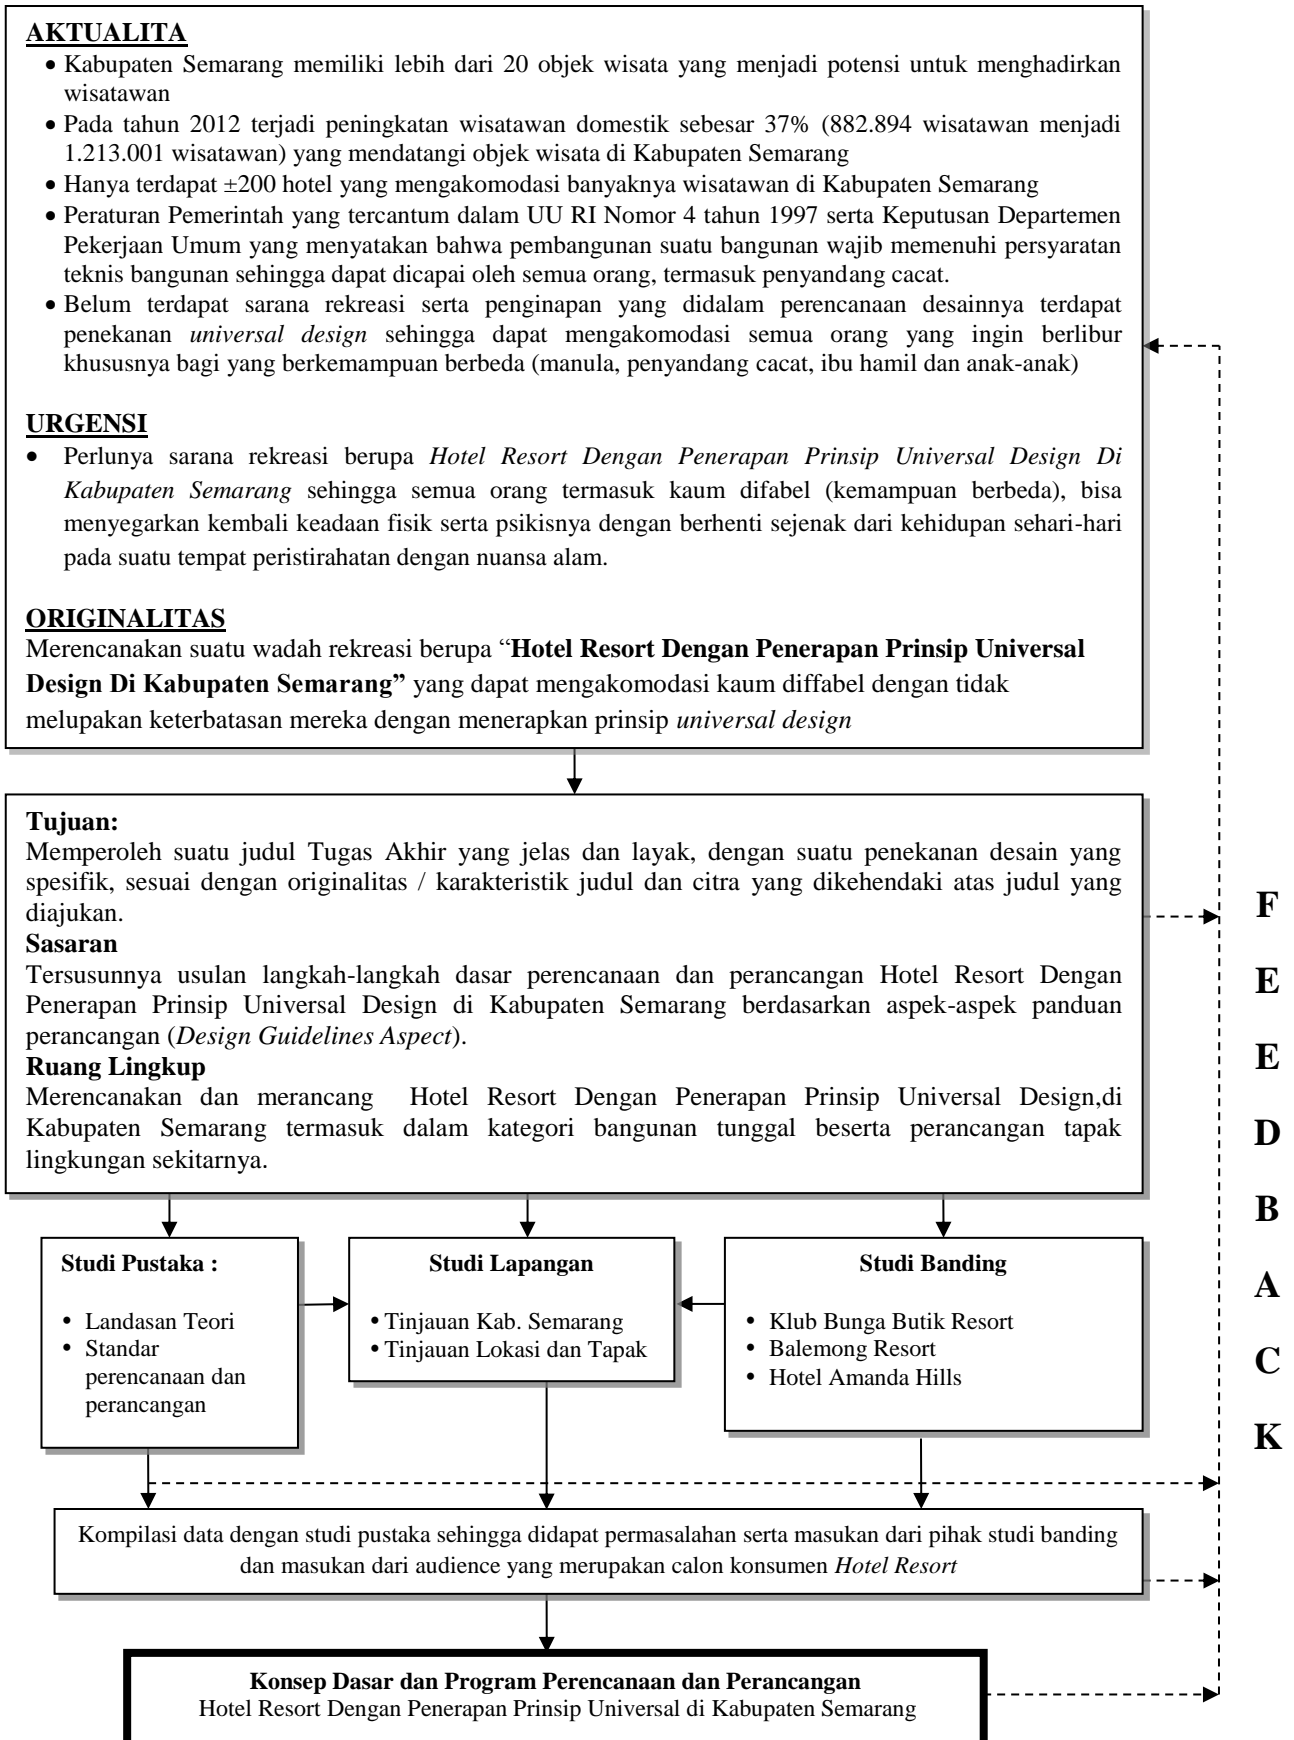 AKTUALITA
• Kabupaten Semarang memiliki lebih dari 20 objek wisata yang menjadi potensi untuk menghadirkan
wisatawan
• Pada tahun 2012 terjadi peningkatan wisatawan domestik sebesar 37% (882.894 wisatawan menjadi
1.213.001 wisatawan) yang mendatangi objek wisata di Kabupaten Semarang
• Hanya terdapat ±200 hotel yang mengakomodasi banyaknya wisatawan di Kabupaten Semarang
• Peraturan Pemerintah yang tercantum dalam UU RI Nomor 4 tahun 1997 serta Keputusan Departemen
Pekerjaan Umum yang menyatakan bahwa pembangunan suatu bangunan wajib memenuhi persyaratan
teknis bangunan sehingga dapat dicapai oleh semua orang, termasuk penyandang cacat.
• Belum terdapat sarana rekreasi serta penginapan yang didalam perencanaan desainnya terdapat
penekanan universal design sehingga dapat mengakomodasi semua orang yang ingin berlibur
khususnya bagi yang berkemampuan berbeda (manula, penyandang cacat, ibu hamil dan anak-anak)
URGENSI
• Perlunya sarana rekreasi berupa Hotel Resort Dengan Penerapan Prinsip Universal Design Di
Kabupaten Semarang sehingga semua orang termasuk kaum difabel (kemampuan berbeda), bisa
menyegarkan kembali keadaan fisik serta psikisnya dengan berhenti sejenak dari kehidupan sehari-hari
pada suatu tempat peristirahatan dengan nuansa alam.
ORIGINALITAS
Merencanakan suatu wadah rekreasi berupa “Hotel Resort Dengan Penerapan Prinsip Universal
Design Di Kabupaten Semarang” yang dapat mengakomodasi kaum diffabel dengan tidak
melupakan keterbatasan mereka dengan menerapkan prinsip universal design
Tujuan:
Memperoleh suatu judul Tugas Akhir yang jelas dan layak, dengan suatu penekanan desain yang
spesifik, sesuai dengan originalitas / karakteristik judul dan citra yang dikehendaki atas judul yang
diajukan.
Sasaran
Tersusunnya usulan langkah-langkah dasar perencanaan dan perancangan Hotel Resort Dengan
Penerapan Prinsip Universal Design di Kabupaten Semarang berdasarkan aspek-aspek panduan
perancangan (Design Guidelines Aspect).
Ruang Lingkup
Merencanakan dan merancang Hotel Resort Dengan Penerapan Prinsip Universal Design,di
Kabupaten Semarang termasuk dalam kategori bangunan tunggal beserta perancangan tapak
lingkungan sekitarnya.
Studi Pustaka :
• Landasan Teori
• Standar
perencanaan dan
perancangan
Studi Lapangan
• Tinjauan Kab. Semarang
• Tinjauan Lokasi dan Tapak
Studi Banding
• Klub Bunga Butik Resort
• Balemong Resort
• Hotel Amanda Hills
Kompilasi data dengan studi pustaka sehingga didapat permasalahan serta masukan dari pihak studi banding
dan masukan dari audience yang merupakan calon konsumen Hotel Resort
Konsep Dasar dan Program Perencanaan dan Perancangan
Hotel Resort Dengan Penerapan Prinsip Universal di Kabupaten Semarang
F
E
E
D
B
A
C
K